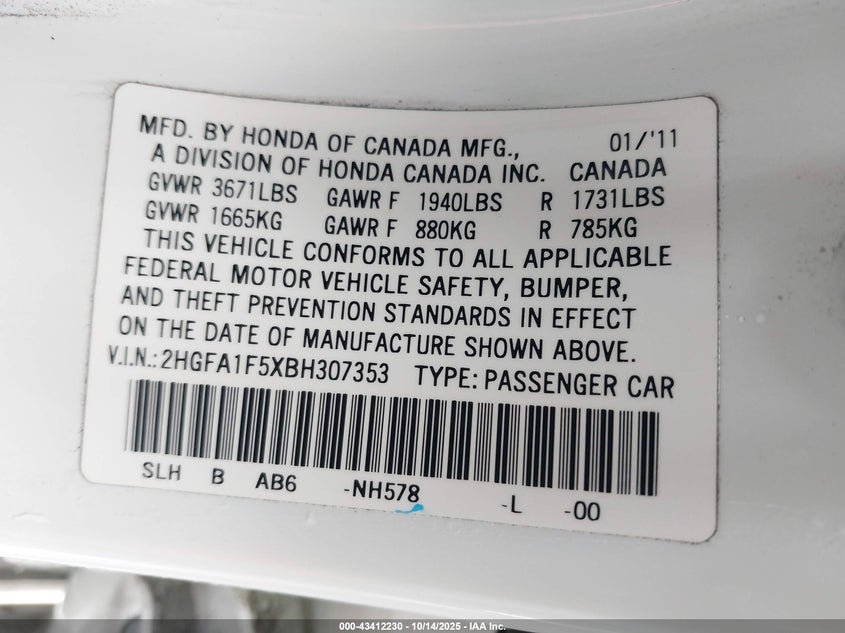 MFD. BY HONDA OF CANADA MFG., 01/'11
A DIVISION OF HONDA CANADA INC. CANADA
GVWR 3671LBS GAWR F 1940LBS R 1731LBS
GVWR 1665KG GAWR F 880KG R 785KG
THIS VEHICLE CONFORMS TO ALL APPLICABLE
FEDERAL MOTOR VEHICLE SAFETY, BUMPER,
AND THEFT PREVENTION STANDARDS IN EFFECT
ON THE DATE OF MANUFACTURE SHOWN ABOVE.
V.I.N.: 2HGFA1F5XBH307353 TYPE: PASSENGER CAR
SLH B AB6 -NH578 -L -00
000-43412230 - 10/14/2025 - IAA Inc.